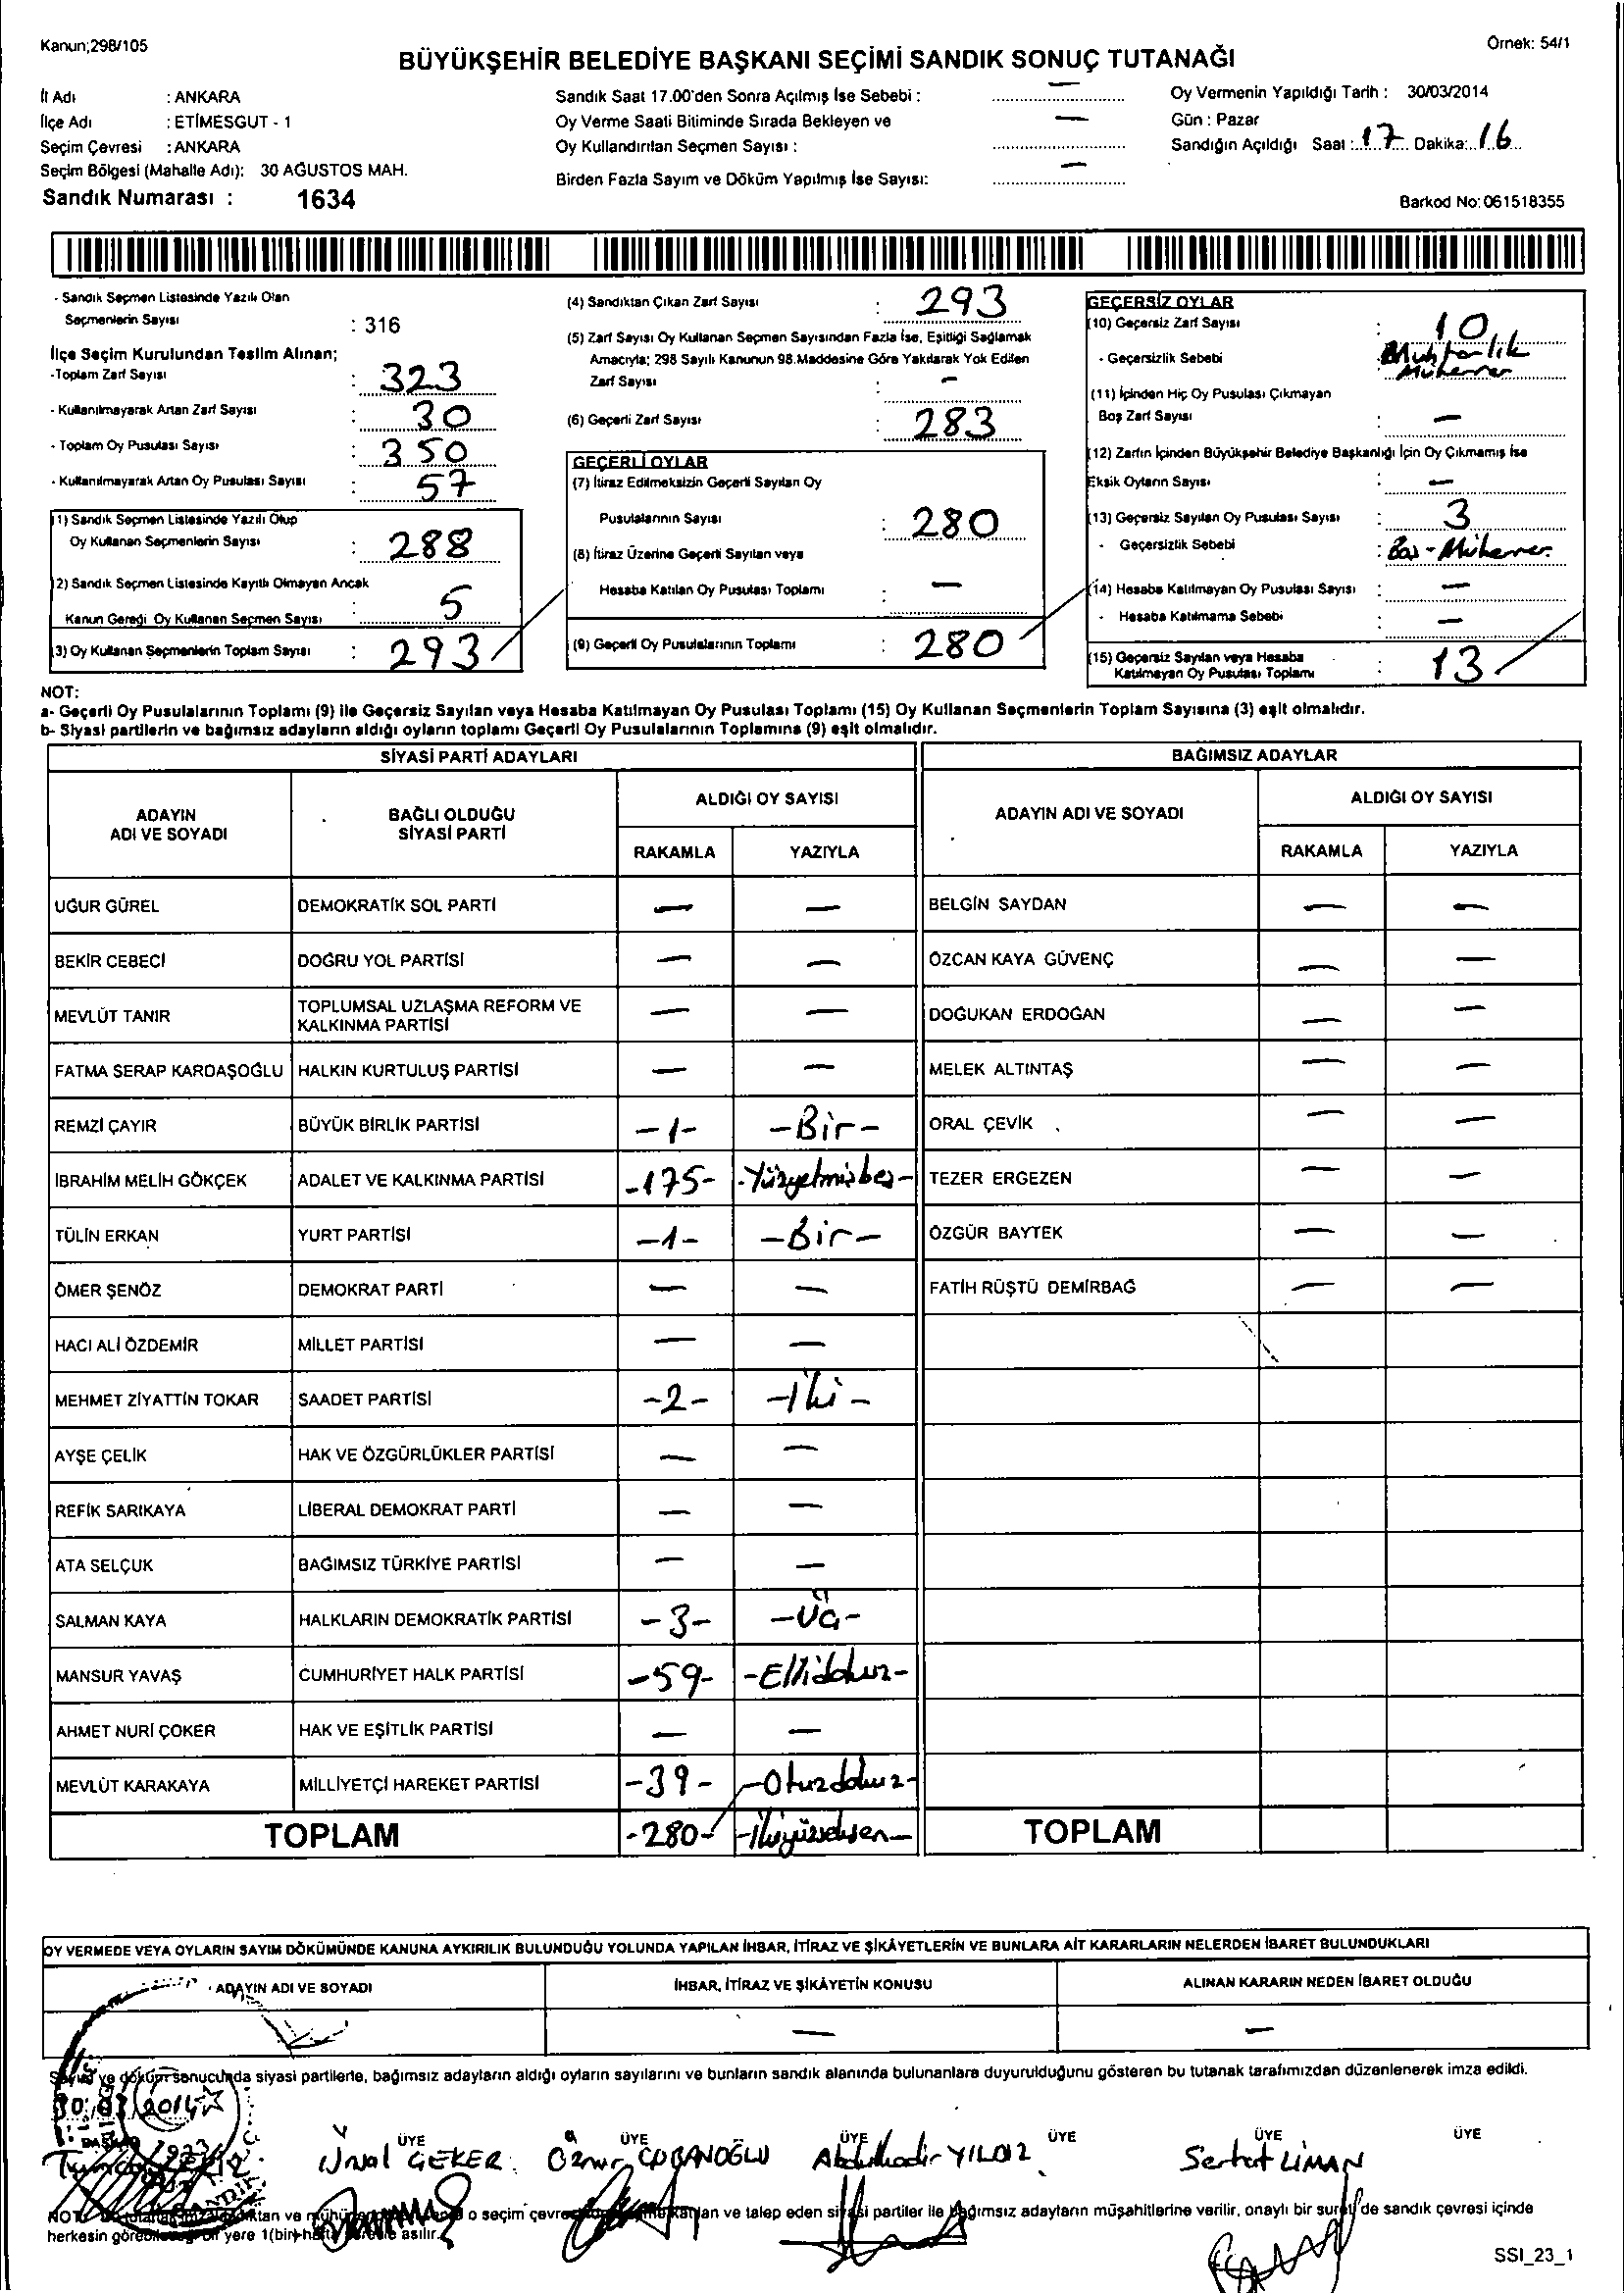 Kanun;298/105
Örnek: 54/1
BÜYÜKŞEHİR BELEDİYE BAŞKANI SEÇİMİ SANDIK SONUÇ TUTANAĞI
İl Adı : ANKARA
İlçe Adı : ETİMESGUT - 1
Seçim Çevresi : ANKARA
Seçim Bölgesi (Mahalle Adı): 30 AĞUSTOS MAH.
Sandık Numarası : 1634
Sandık Saat 17.00'den Sonra Açılmış İse Sebebi : —
Oy Verme Saati Bitiminde Sırada Bekleyen ve
Oy Kullandırılan Seçmen Sayısı : —
Birden Fazla Sayım ve Döküm Yapılmış İse Sayısı: —
Oy Vermenin Yapıldığı Tarih : 30/03/2014
Gün : Pazar
Sandığın Açıldığı Saat : 17 Dakika: 16
Barkod No: 061518355
- Sandık Seçmen Listesinde Yazılı Olan
Seçmenlerin Sayısı : 316
İlçe Seçim Kurulundan Teslim Alınan;
-Toplam Zarf Sayısı : 323
- Kullanılmayarak Artan Zarf Sayısı : 30
- Toplam Oy Pusulası Sayısı : 350
- Kullanılmayarak Artan Oy Pusulası Sayısı : 57
(1) Sandık Seçmen Listesinde Yazılı Olup
Oy Kullanan Seçmenlerin Sayısı : 288
(2) Sandık Seçmen Listesinde Kayıtlı Olmayan Ancak
Kanun Gereği Oy Kullanan Seçmen Sayısı : 5
(3) Oy Kullanan Seçmenlerin Toplam Sayısı : 293
(4) Sandıktan Çıkan Zarf Sayısı : 293
(5) Zarf Sayısı Oy Kullanan Seçmen Sayısından Fazla İse, Eşitliği Sağlamak
Amacıyla; 298 Sayılı Kanunun 98.Maddesine Göre Yakılarak Yok Edilen
Zarf Sayısı : —
(6) Geçerli Zarf Sayısı : 283
GEÇERLİ OYLAR
(7) İtiraz Edilmeksizin Geçerli Sayılan Oy
Pusulalarının Sayısı : 280
(8) İtiraz Üzerine Geçerli Sayılan veya
Hesaba Katılan Oy Pusulası Toplamı : —
(9) Geçerli Oy Pusulalarının Toplamı : 280
GEÇERSİZ OYLAR
(10) Geçersiz Zarf Sayısı : 10
- Geçersizlik Sebebi : Muhtarlık
Mükerrer
(11) İçinden Hiç Oy Pusulası Çıkmayan
Boş Zarf Sayısı : —
(12) Zarfın İçinden Büyükşehir Belediye Başkanlığı İçin Oy Çıkmamış İse
Eksik Oyların Sayısı : —
(13) Geçersiz Sayılan Oy Pusulası Sayısı : 3
- Geçersizlik Sebebi : Boş - Mükerrer
(14) Hesaba Katılmayan Oy Pusulası Sayısı : —
- Hesaba Katılmama Sebebi : —
(15) Geçersiz Sayılan veya Hesaba
Katılmayan Oy Pusulası Toplamı : 13
NOT:
a- Geçerli Oy Pusulalarının Toplamı (9) ile Geçersiz Sayılan veya Hesaba Katılmayan Oy Pusulası Toplamı (15) Oy Kullanan Seçmenlerin Toplam Sayısına (3) eşit olmalıdır.
b- Siyasi partilerin ve bağımsız adayların aldığı oyların toplamı Geçerli Oy Pusulalarının Toplamına (9) eşit olmalıdır.
SİYASİ PARTİ ADAYLARI BAĞIMSIZ ADAYLAR
ADAYIN
ADI VE SOYADI
BAĞLI OLDUĞU
SİYASİ PARTİ
ALDIĞI OY SAYISI
RAKAMLA YAZIYLA
ADAYIN ADI VE SOYADI
ALDIĞI OY SAYISI
RAKAMLA YAZIYLA
UĞUR GÜREL DEMOKRATİK SOL PARTİ — — BELGİN SAYDAN — —
BEKİR CEBECİ DOĞRU YOL PARTİSİ — — ÖZCAN KAYA GÜVENÇ — —
MEVLÜT TANIR TOPLUMSAL UZLAŞMA REFORM VE
KALKINMA PARTİSİ — — DOĞUKAN ERDOĞAN — —
FATMA SERAP KARDAŞOĞLU HALKIN KURTULUŞ PARTİSİ — — MELEK ALTINTAŞ — —
REMZİ ÇAYIR BÜYÜK BİRLİK PARTİSİ -1- -Bir- ORAL ÇEVİK — —
İBRAHİM MELİH GÖKÇEK ADALET VE KALKINMA PARTİSİ -175- -Yüzyetmişbeş- TEZER ERGEZEN — —
TÜLİN ERKAN YURT PARTİSİ -1- -Bir- ÖZGÜR BAYTEK — —
ÖMER ŞENÖZ DEMOKRAT PARTİ — — FATİH RÜŞTÜ DEMİRBAĞ — —
HACI ALİ ÖZDEMİR MİLLET PARTİSİ — —
MEHMET ZİYATTİN TOKAR SAADET PARTİSİ -2- -İki-
AYŞE ÇELİK HAK VE ÖZGÜRLÜKLER PARTİSİ — —
REFİK SARIKAYA LİBERAL DEMOKRAT PARTİ — —
ATA SELÇUK BAĞIMSIZ TÜRKİYE PARTİSİ — —
SALMAN KAYA HALKLARIN DEMOKRATİK PARTİSİ -3- -Üç-
MANSUR YAVAŞ CUMHURİYET HALK PARTİSİ -59- -Ellidokuz-
AHMET NURİ ÇOKER HAK VE EŞİTLİK PARTİSİ — —
MEVLÜT KARAKAYA MİLLİYETÇİ HAREKET PARTİSİ -39- -Otuzdokuz-
TOPLAM -280- -İkiyüzseksen- TOPLAM
OY VERMEDE VEYA OYLARIN SAYIM DÖKÜMÜNDE KANUNA AYKIRILIK BULUNDUĞU YOLUNDA YAPILAN İHBAR, İTİRAZ VE ŞİKÂYETLERİN VE BUNLARA AİT KARARLARIN NELERDEN İBARET BULUNDUKLARI
ADAYIN ADI VE SOYADI İHBAR, İTİRAZ VE ŞİKÂYETİN KONUSU ALINAN KARARIN NEDEN İBARET OLDUĞU
— —
Sayım ve döküm sonucunda siyasi partilerle, bağımsız adayların aldığı oyların sayılarını ve bunların sandık alanında bulunanlara duyurulduğunu gösteren bu tutanak tarafımızdan düzenlenerek imza edildi.
30/03/2014
BAŞKAN ÜYE ÜYE ÜYE ÜYE ÜYE ÜYE
Ünal GEKER Öznur ÇOBANOĞLU Abdulkadir YILDIZ Serhat LİMAN
o seçim çevresi ve talep eden siyasi partiler ile bağımsız adayların müşahitlerine verilir, onaylı bir sureti de sandık çevresi içinde
herkesin görebileceği bir yere 1(bir) hafta süreyle asılır.
SSI_23_1